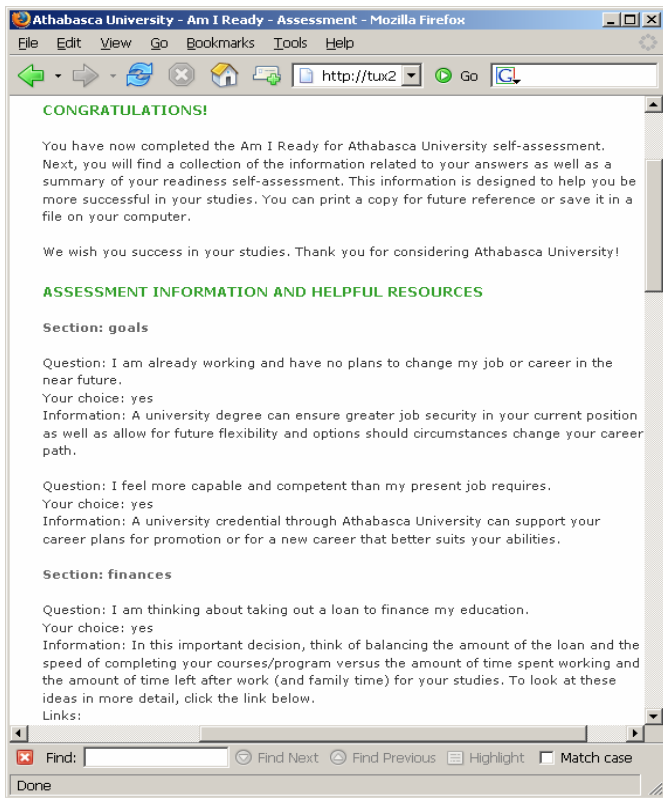 Athabasca University - Am I Ready - Assessment - Mozilla Firefox
File Edit View Go Bookmarks Tools Help
http://tux2 Go G
CONGRATULATIONS!
You have now completed the Am I Ready for Athabasca University self-assessment.
Next, you will find a collection of the information related to your answers as well as a
summary of your readiness self-assessment. This information is designed to help you be
more successful in your studies. You can print a copy for future reference or save it in a
file on your computer.
We wish you success in your studies. Thank you for considering Athabasca University!
ASSESSMENT INFORMATION AND HELPFUL RESOURCES
Section: goals
Question: I am already working and have no plans to change my job or career in the
near future.
Your choice: yes
Information: A university degree can ensure greater job security in your current position
as well as allow for future flexibility and options should circumstances change your career
path.
Question: I feel more capable and competent than my present job requires.
Your choice: yes
Information: A university credential through Athabasca University can support your
career plans for promotion or for a new career that better suits your abilities.
Section: finances
Question: I am thinking about taking out a loan to finance my education.
Your choice: yes
Information: In this important decision, think of balancing the amount of the loan and the
speed of completing your courses/program versus the amount of time spent working and
the amount of time left after work (and family time) for your studies. To look at these
ideas in more detail, click the link below.
Links:
Find: Find Next Find Previous Highlight Match case
Done